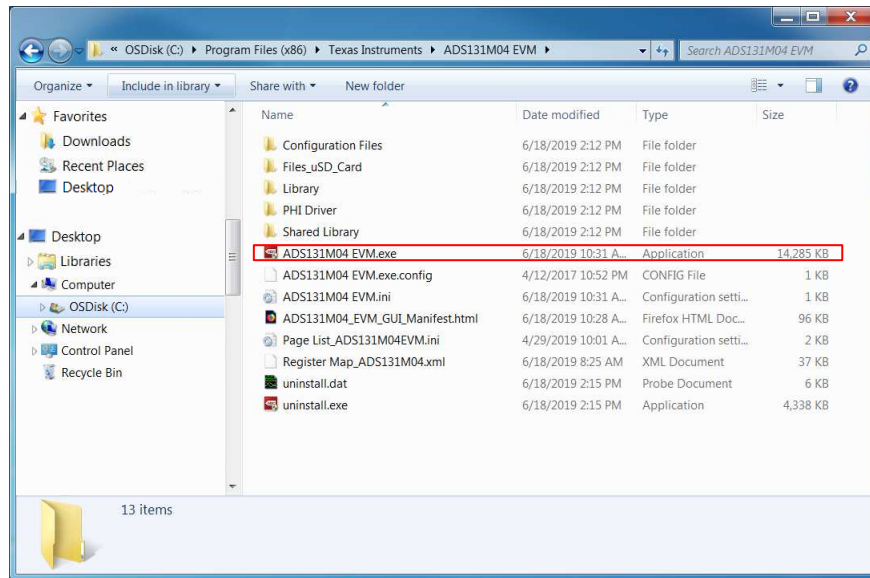 « OSDisk (C:) Program Files (x86) Texas Instruments ADS131M04 EVM Search ADS131M04 EVM
Organize Include in library Share with New folder
Favorites
Downloads
Recent Places
Desktop
Desktop
Libraries
Computer
OSDisk (C:)
Network
Control Panel
Recycle Bin
Name Date modified Type Size
Configuration Files 6/18/2019 2:12 PM File folder
Files_uSD_Card 6/18/2019 2:12 PM File folder
Library 6/18/2019 2:12 PM File folder
PHI Driver 6/18/2019 2:12 PM File folder
Shared Library 6/18/2019 2:12 PM File folder
ADS131M04 EVM.exe 6/18/2019 10:31 A... Application 14,285 KB
ADS131M04 EVM.exe.config 4/12/2017 10:52 PM CONFIG File 1 KB
ADS131M04 EVM.ini 6/18/2019 10:31 A... Configuration setti... 1 KB
ADS131M04_EVM_GUI_Manifest.html 6/18/2019 10:28 A... Firefox HTML Doc... 96 KB
Page List_ADS131M04EVM.ini 4/29/2019 10:01 A... Configuration setti... 2 KB
Register Map_ADS131M04.xml 6/18/2019 8:25 AM XML Document 37 KB
uninstall.dat 6/18/2019 2:15 PM Probe Document 6 KB
uninstall.exe 6/18/2019 2:15 PM Application 4,338 KB
13 items